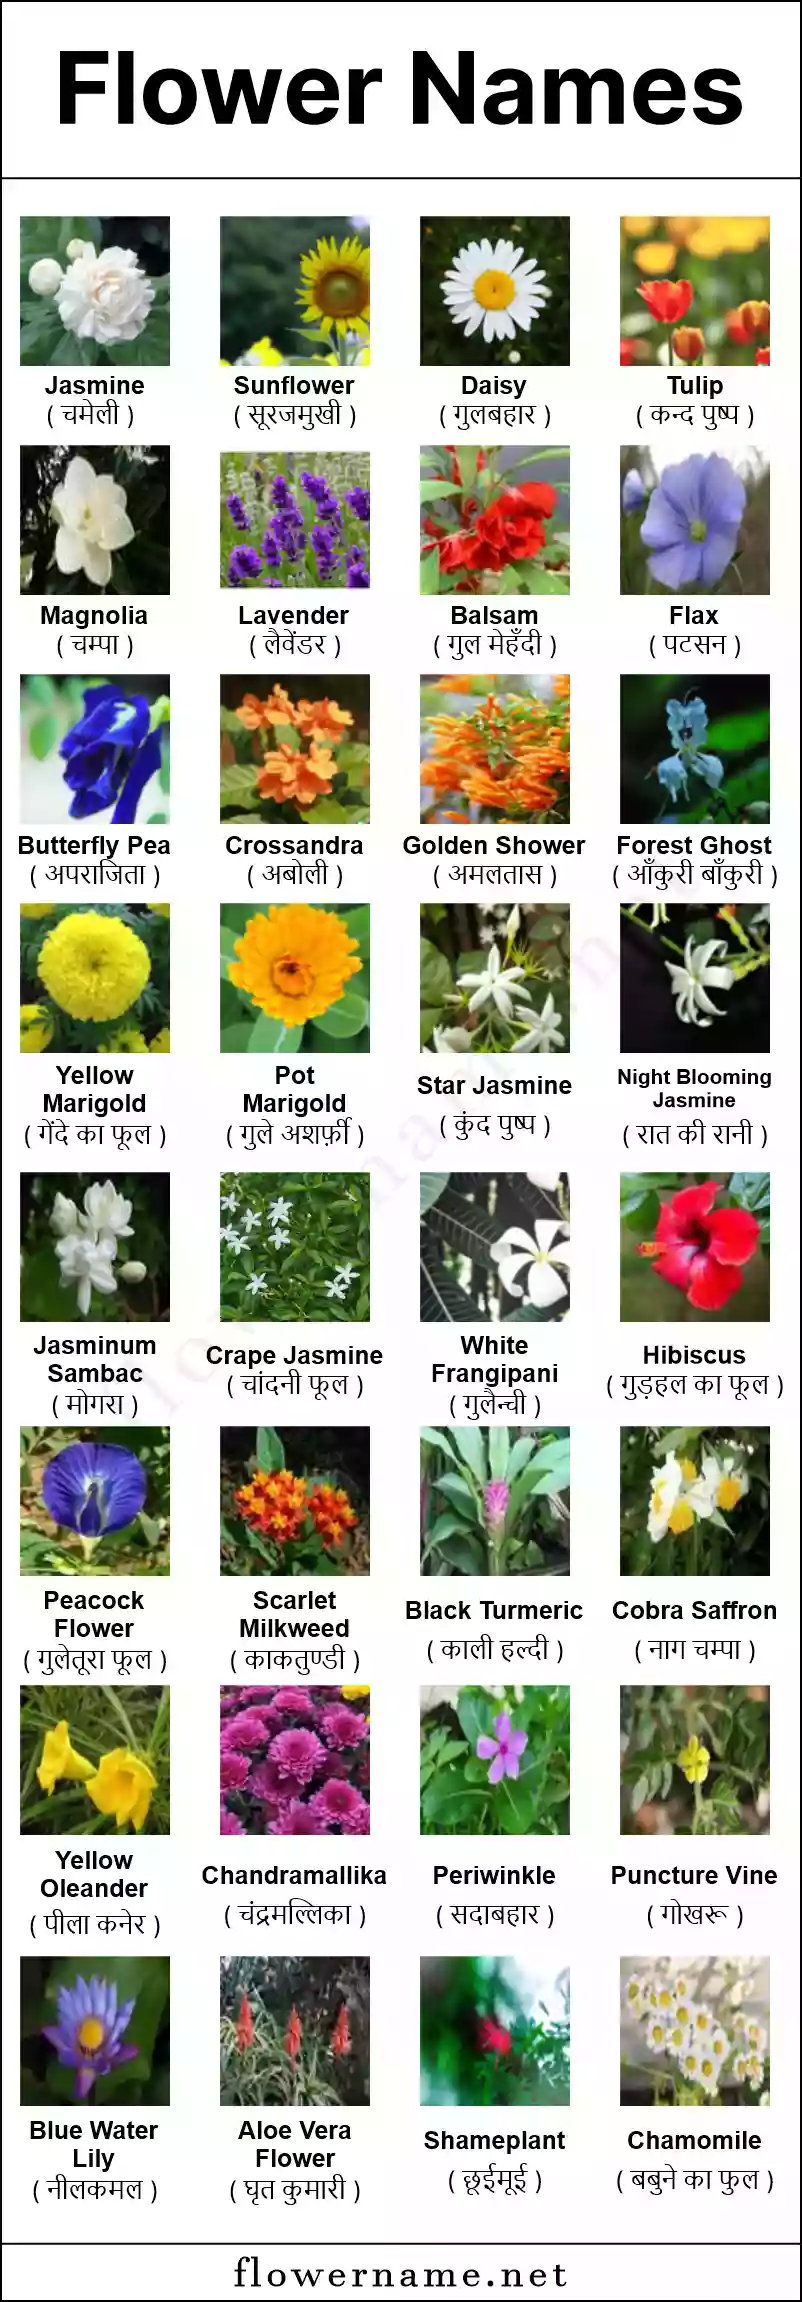 Flower Names
Jasmine Sunflower Daisy Tulip
( चमेली ) ( सूरजमुखी ) ( गुलबहार ) ( कन्द पुष्प )
Magnolia Lavender Balsam Flax
( चम्पा ) ( लैवेंडर ) ( गुल मेहँदी ) ( पटसन )
Butterfly Pea Crossandra Golden Shower Forest Ghost
( अपराजिता ) ( अबोली ) ( अमलतास ) ( आँकुरी बाँकुरी )
Yellow
Marigold
( गेंदे का फूल )
Pot
Marigold
( गुले अशर्फ़ी )
Star Jasmine
( कुंद पुष्प )
Night Blooming
Jasmine
( रात की रानी )
Jasminum
Sambac
( मोगरा )
Crape Jasmine
( चांदनी फूल )
White
Frangipani
( गुलैन्ची )
Hibiscus
( गुड़हल का फूल )
Peacock
Flower
( गुलेतूरा फूल )
Scarlet
Milkweed
( काकतुण्डी )
Black Turmeric
( काली हल्दी )
Cobra Saffron
( नाग चम्पा )
Yellow
Oleander
( पीला कनेर )
Chandramallika
( चंद्रमल्लिका )
Periwinkle
( सदाबहार )
Puncture Vine
( गोखरू )
Blue Water
Lily
( नीलकमल )
Aloe Vera
Flower
( घृत कुमारी )
Shameplant
( छूईमूई )
Chamomile
( बबुने का फुल )
flowername.net